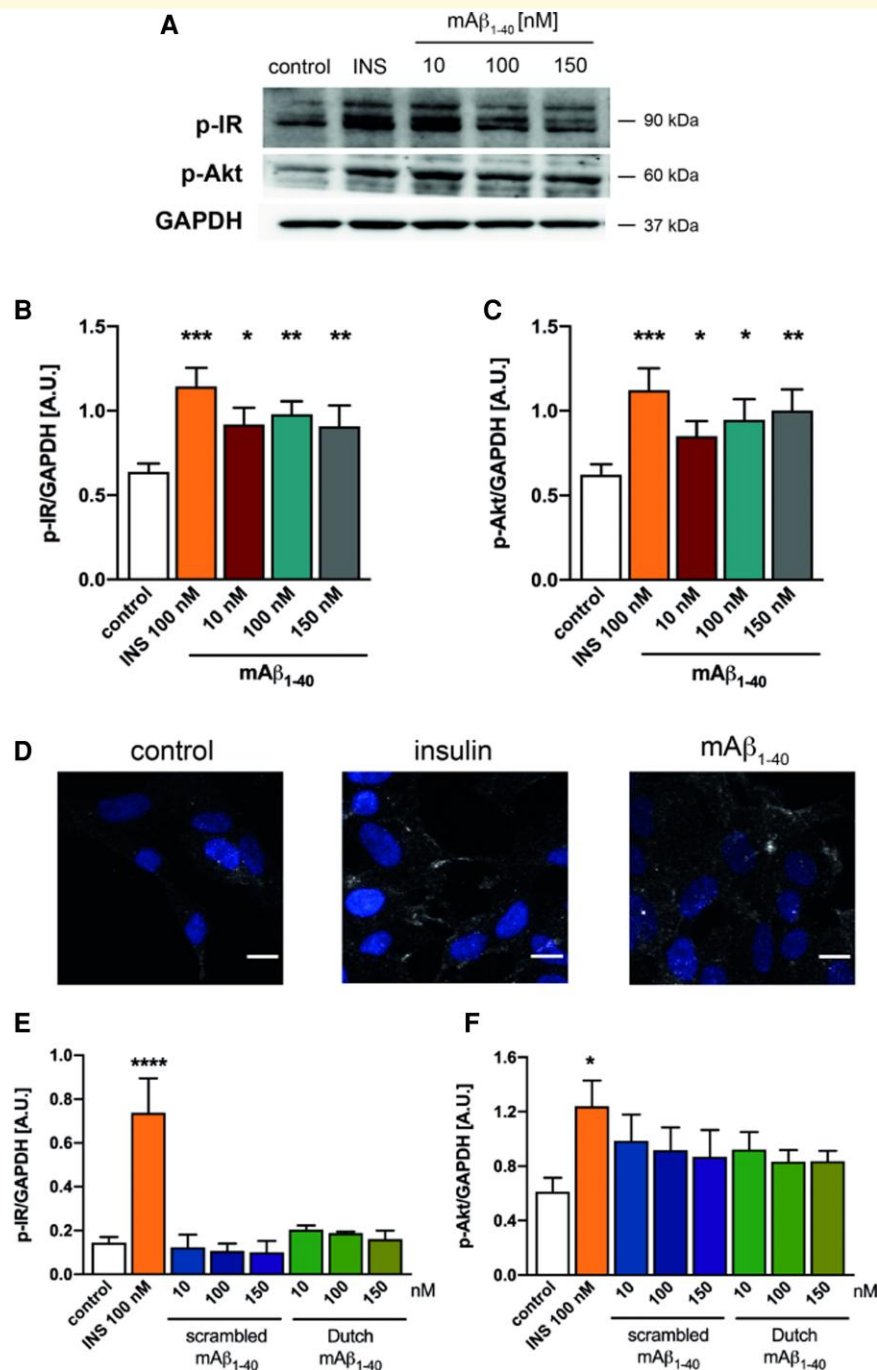 A
mAβ1-40 [nM]
control INS 10 100 150
p-IR
90 kDa
p-Akt
60 kDa
GAPDH
37 kDa
B
p-IR/GAPDH [A.U.]
1.5
1.0
0.5
0.0
*** * ** **
control
INS 100 nM
10 nM
100 nM
150 nM
mAβ1-40
C
p-Akt/GAPDH [A.U.]
1.5
1.0
0.5
0.0
*** * * **
control
INS 100 nM
10 nM
100 nM
150 nM
mAβ1-40
D
control insulin mAβ1-40
E
p-IR/GAPDH [A.U.]
1.0
0.8
0.6
0.4
0.2
0.0
****
control
INS 100 nM
10 100 150 10 100 150 nM
scrambled Dutch
mAβ1-40 mAβ1-40
F
p-Akt/GAPDH [A.U.]
1.6
1.2
0.8
0.4
0.0
*
control
INS 100 nM
10 100 150 10 100 150 nM
scrambled Dutch
mAβ1-40 mAβ1-40